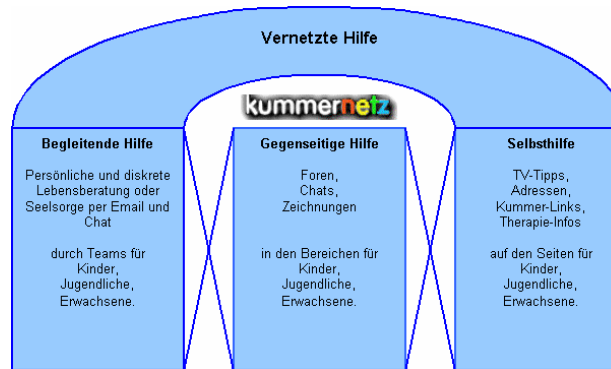 Vernetzte Hilfe
kummernetz
Begleitende Hilfe
Persönliche und diskrete
Lebensberatung oder
Seelsorge per Email und
Chat
durch Teams für
Kinder,
Jugendliche,
Erwachsene.
Gegenseitige Hilfe
Foren,
Chats,
Zeichnungen
in den Bereichen für
Kinder,
Jugendliche,
Erwachsene.
Selbsthilfe
TV-Tipps,
Adressen,
Kummer-Links,
Therapie-Infos
auf den Seiten für
Kinder,
Jugendliche,
Erwachsene.